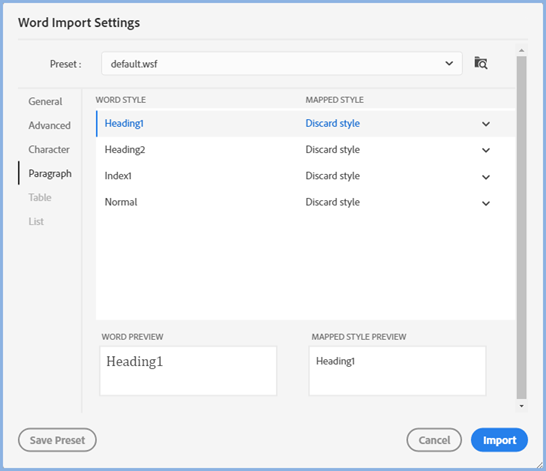 Word Import Settings
Preset : default.wsf
General
Advanced
Character
Paragraph
Table
List
WORD STYLE MAPPED STYLE
Heading1 Discard style
Heading2 Discard style
Index1 Discard style
Normal Discard style
WORD PREVIEW MAPPED STYLE PREVIEW
Heading1 Heading1
Save Preset Cancel Import